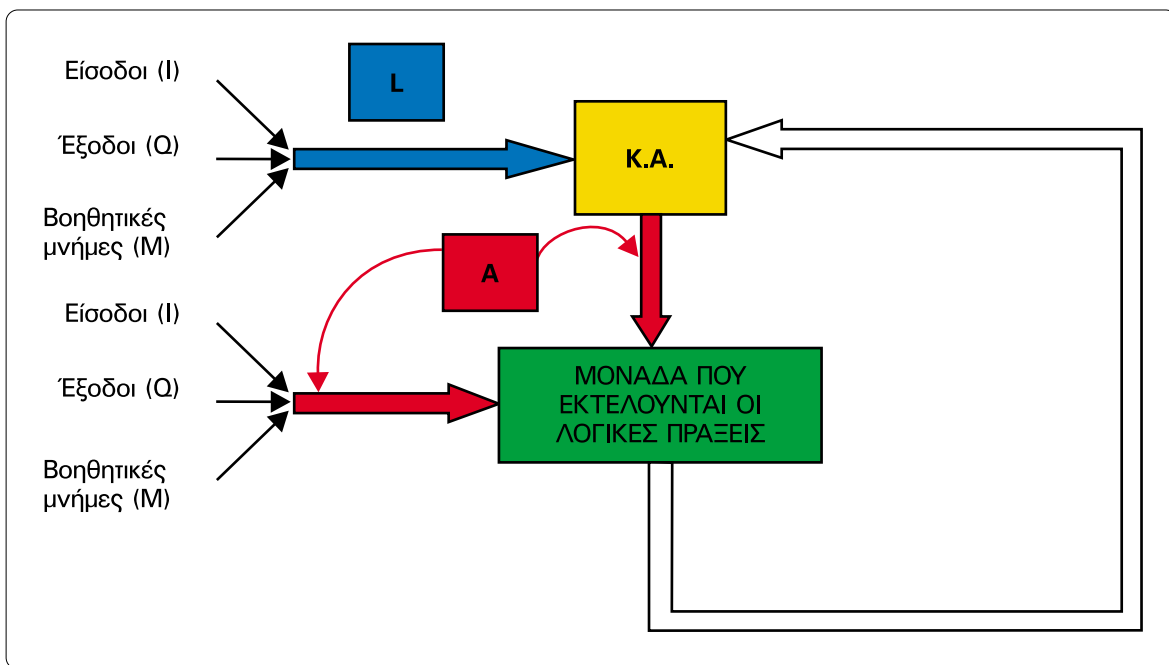 Είσοδοι (I)
L
Έξοδοι (Q)
Κ.Α.
Βοηθητικές
μνήμες (M)
A
Είσοδοι (I)
Έξοδοι (Q)
ΜΟΝΑΔΑ ΠΟΥ
ΕΚΤΕΛΟΥΝΤΑΙ ΟΙ
ΛΟΓΙΚΕΣ ΠΡΑΞΕΙΣ
Βοηθητικές
μνήμες (M)